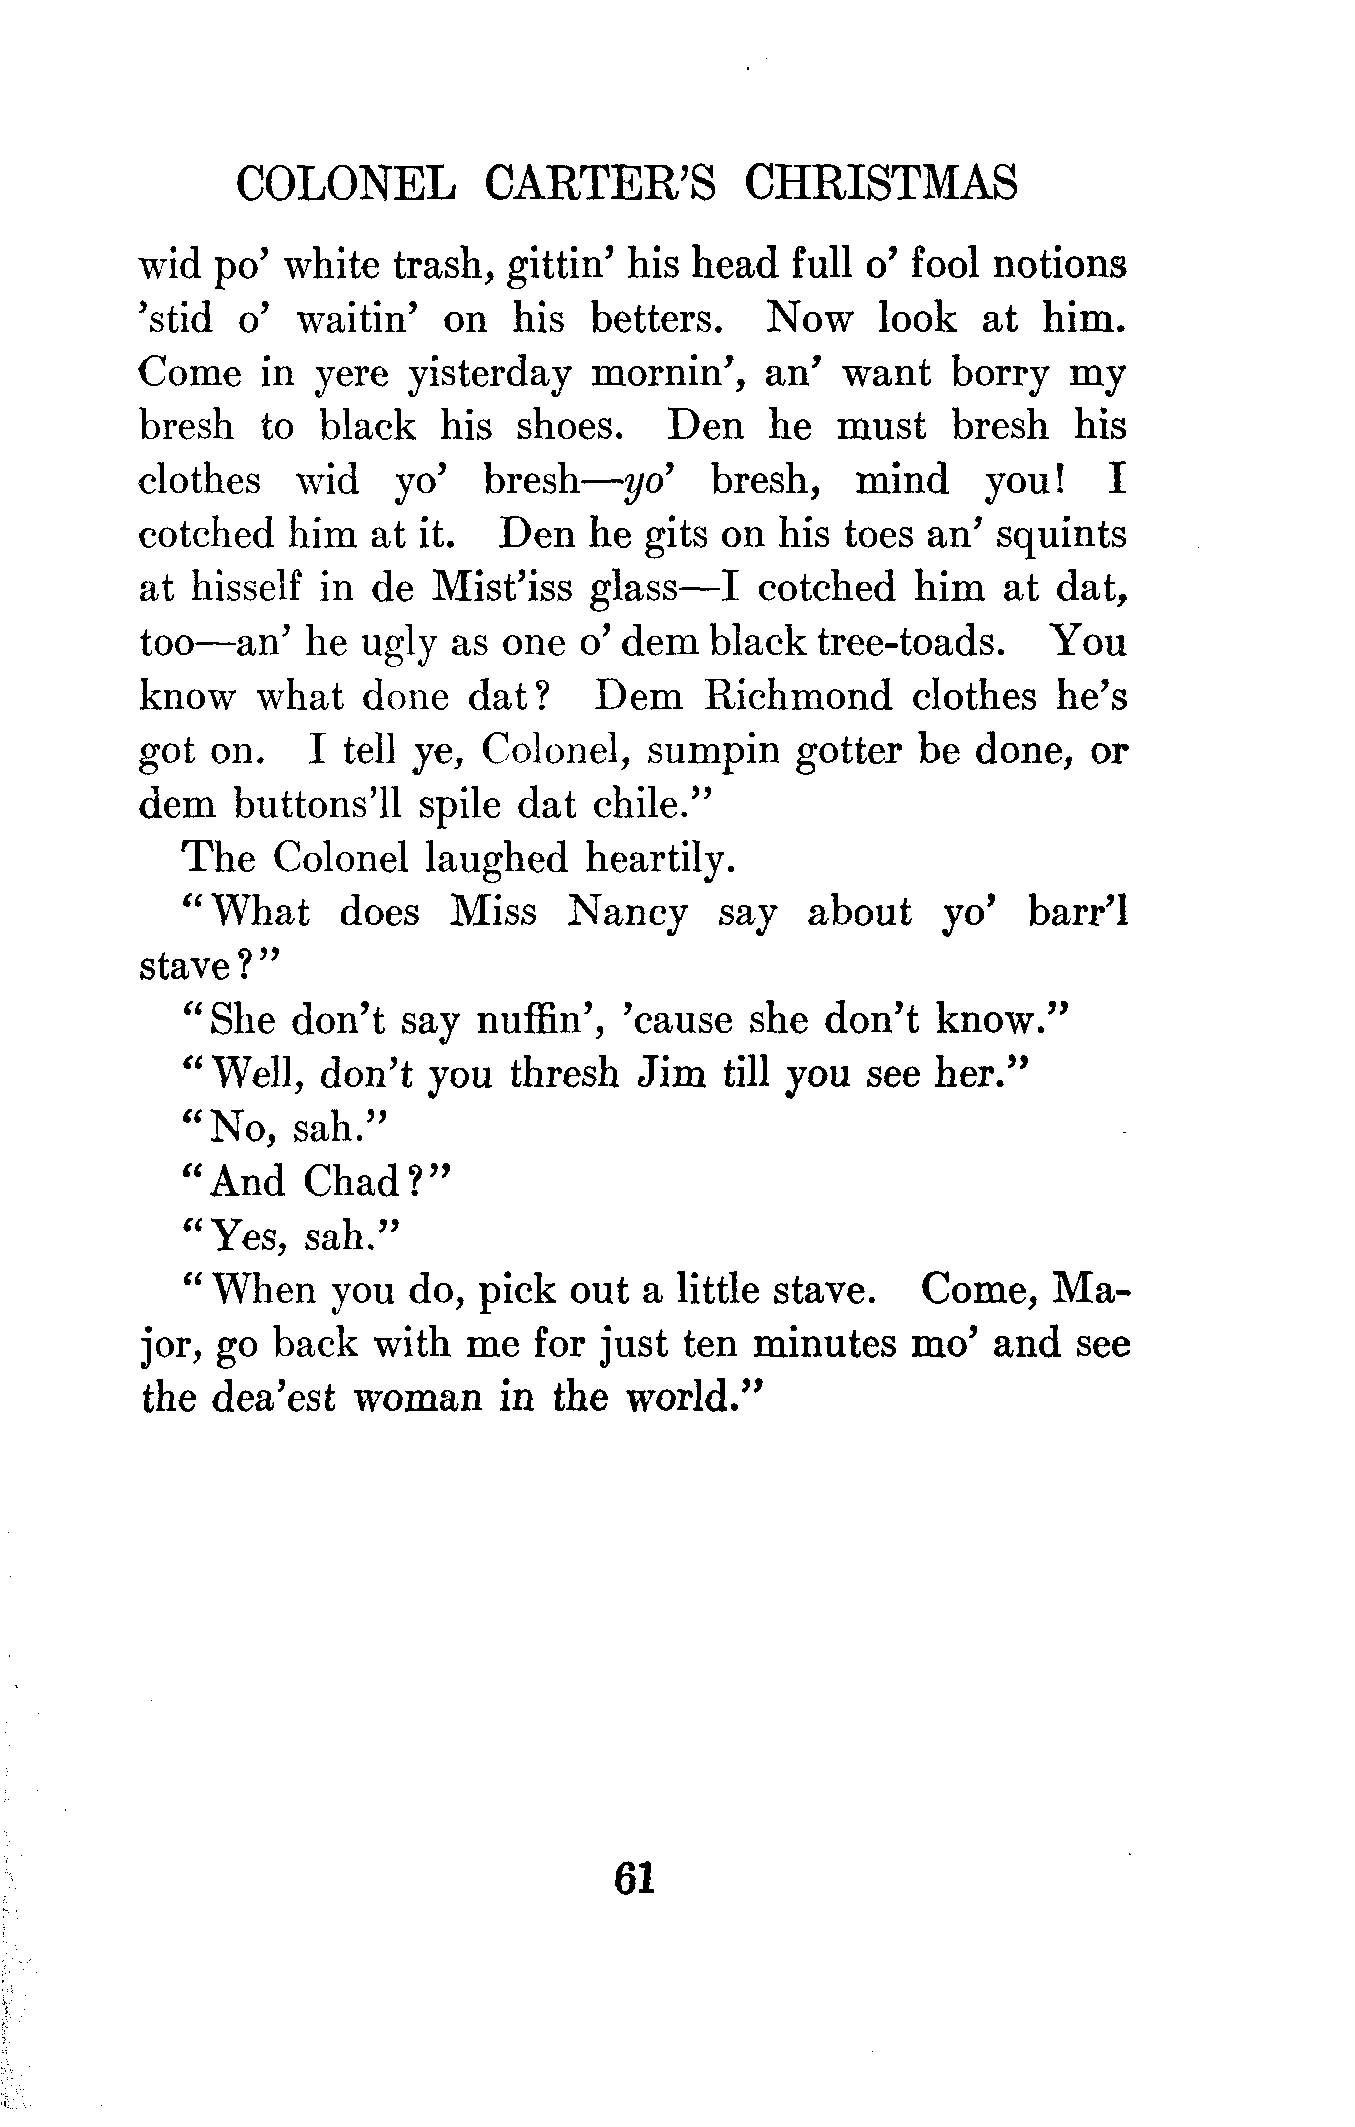 COLONEL CARTER'S CHRISTMAS
wid po' white trash, gittin' his head full o' fool notions
'stid o' waitin' on his betters. Now look at him.
Come in yere yisterday mornin', an' want borry my
bresh to black his shoes. Den he must bresh his
clothes wid yo' bresh—yo' bresh, mind you! I
cotched him at it. Den he gits on his toes an' squints
at hisself in de Mist'iss glass—I cotched him at dat,
too—an' he ugly as one o' dem black tree-toads. You
know what done dat? Dem Richmond clothes he's
got on. I tell ye, Colonel, sumpin gotter be done, or
dem buttons'll spile dat chile."
The Colonel laughed heartily.
"What does Miss Nancy say about yo' barr'l
stave?"
"She don't say nuffin', 'cause she don't know."
"Well, don't you thresh Jim till you see her."
"No, sah."
"And Chad?"
"Yes, sah."
"When you do, pick out a little stave. Come, Ma-
jor, go back with me for just ten minutes mo' and see
the dea'est woman in the world."
61